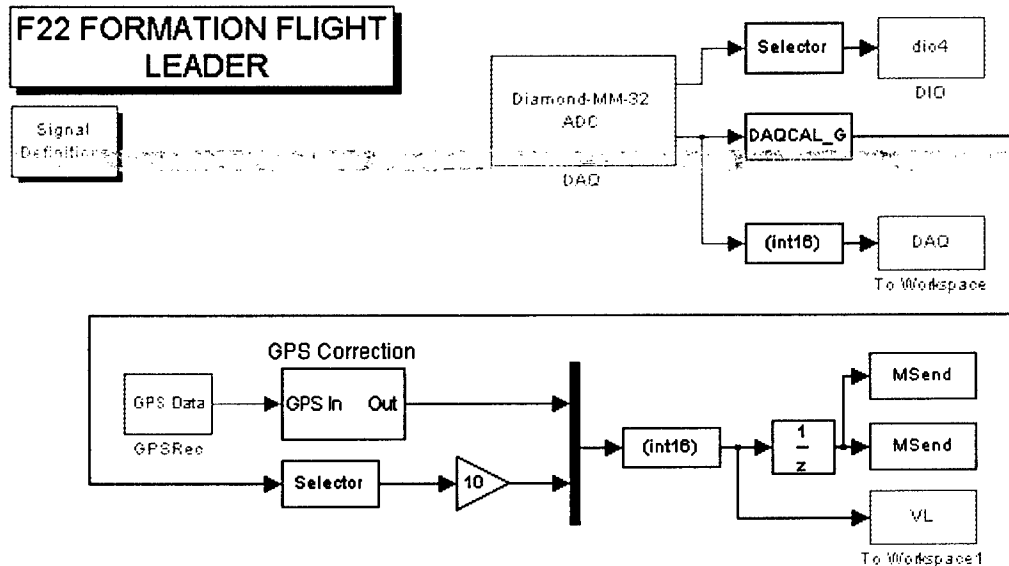 F22 FORMATION FLIGHT
LEADER
Signal
Definitions
Diamond-MM-32
ADC
DAQ
Selector
dio4
DIO
DAQCAL_G
(int16)
DAQ
To Workspace
GPS Correction
GPS Data
GPSRec
GPS In Out
Selector
10
(int16)
1
z
MSend
MSend
VL
To Workspace1